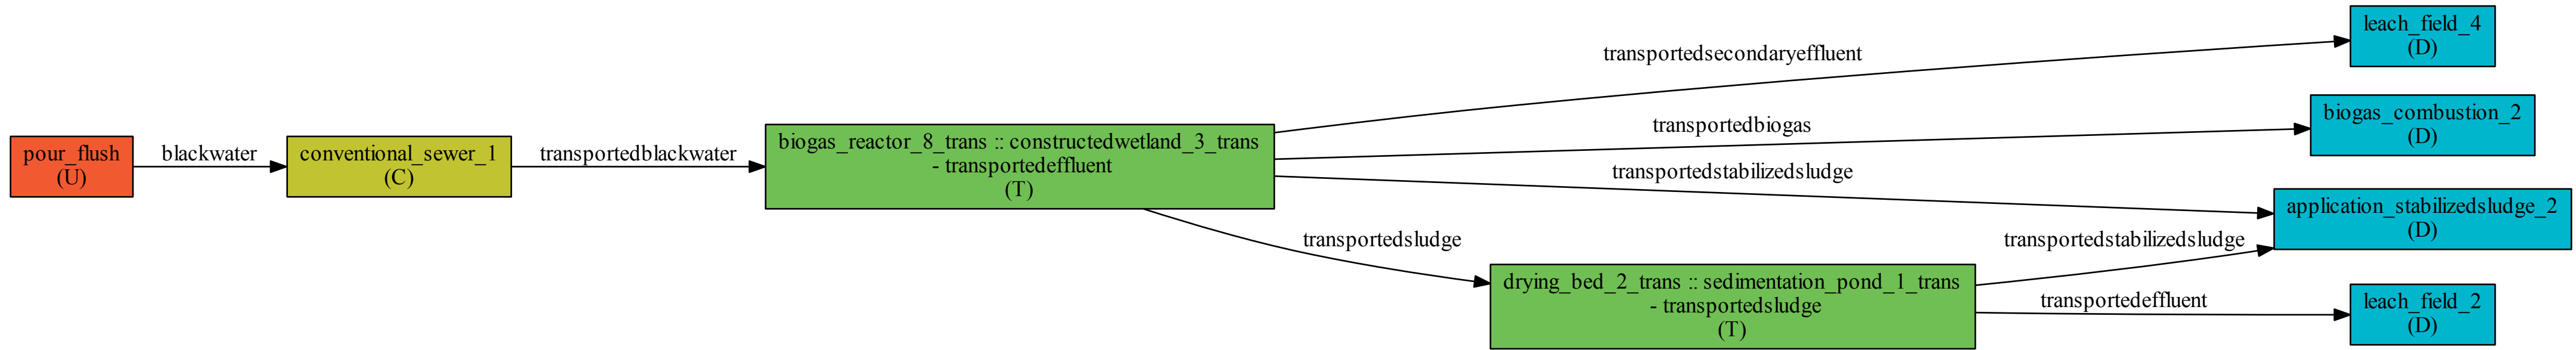 pour_flush
(U)
blackwater
conventional_sewer_1
(C)
transportedblackwater
biogas_reactor_8_trans :: constructedwetland_3_trans
- transportedeffluent
(T)
transportedsecondaryeffluent
transportedbiogas
transportedstabilizedsludge
transportedsludge
drying_bed_2_trans :: sedimentation_pond_1_trans
- transportedsludge
(T)
transportedstabilizedsludge
transportedeffluent
leach_field_4
(D)
biogas_combustion_2
(D)
application_stabilizedsludge_2
(D)
leach_field_2
(D)